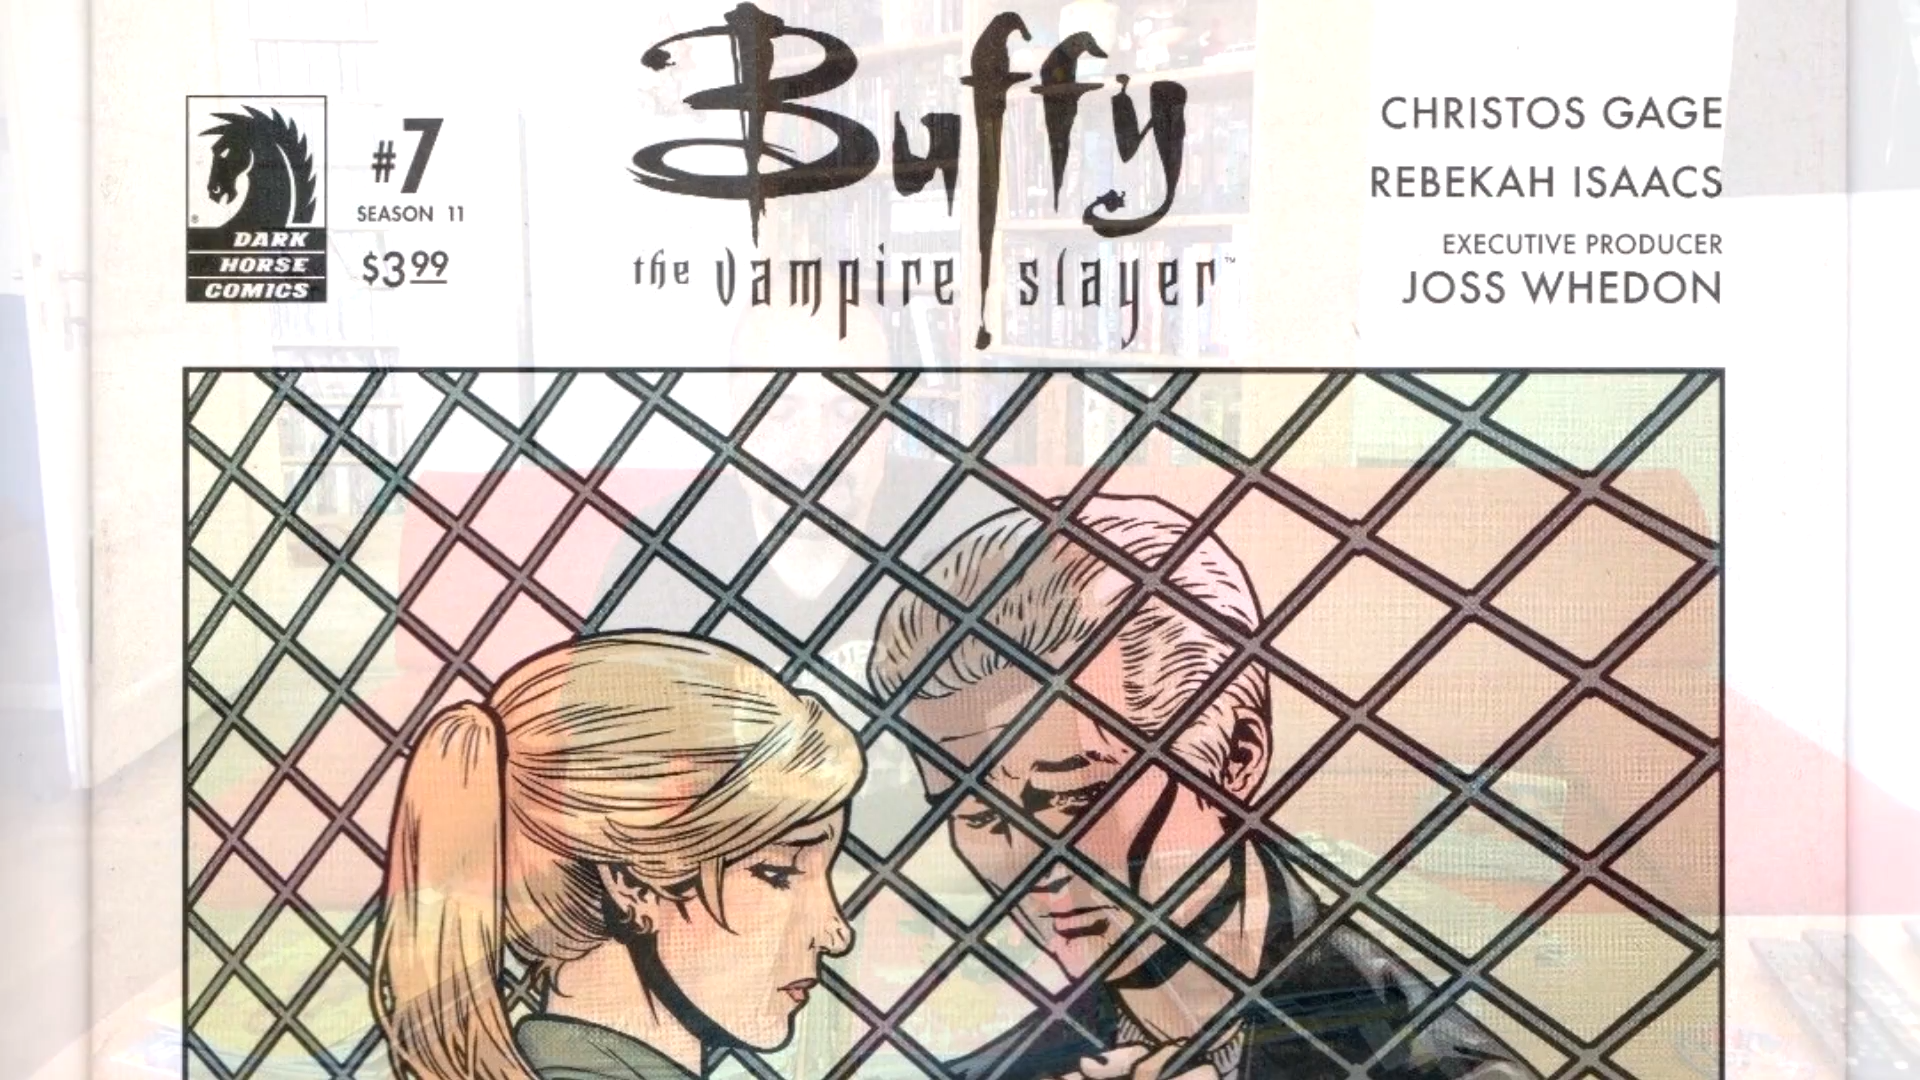 #7
SEASON 11
$3.99
DARK
HORSE
COMICS
®
Buffy
the vampire slayer™
CHRISTOS GAGE
REBEKAH ISAACS
EXECUTIVE PRODUCER
JOSS WHEDON